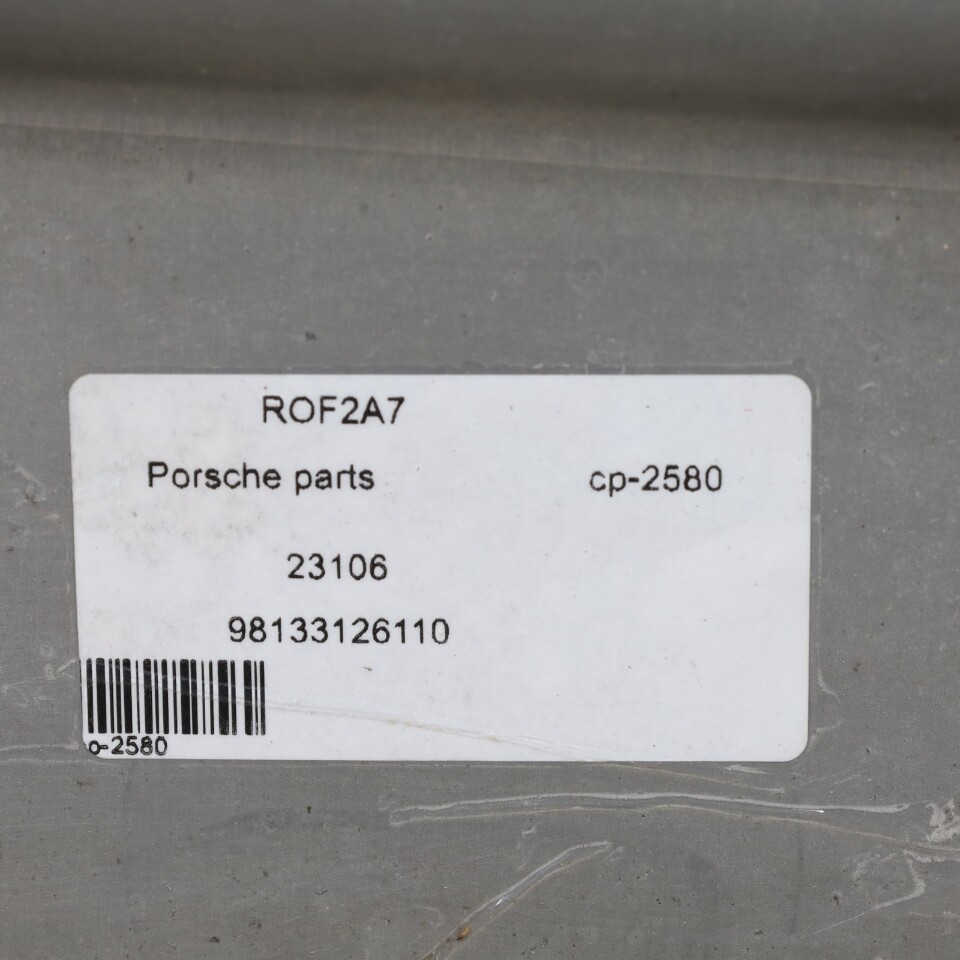 ROF2A7
Porsche parts cp-2580
23106
98133126110
p-2580